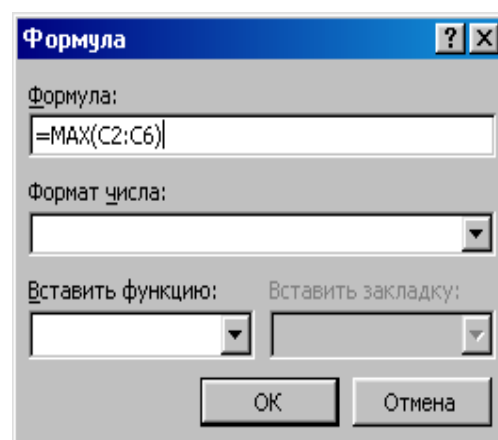 Формула
Формула:
=MAX(C2:C6)
Формат числа:
Вставить функцию: Вставить закладку:
ОК Отмена